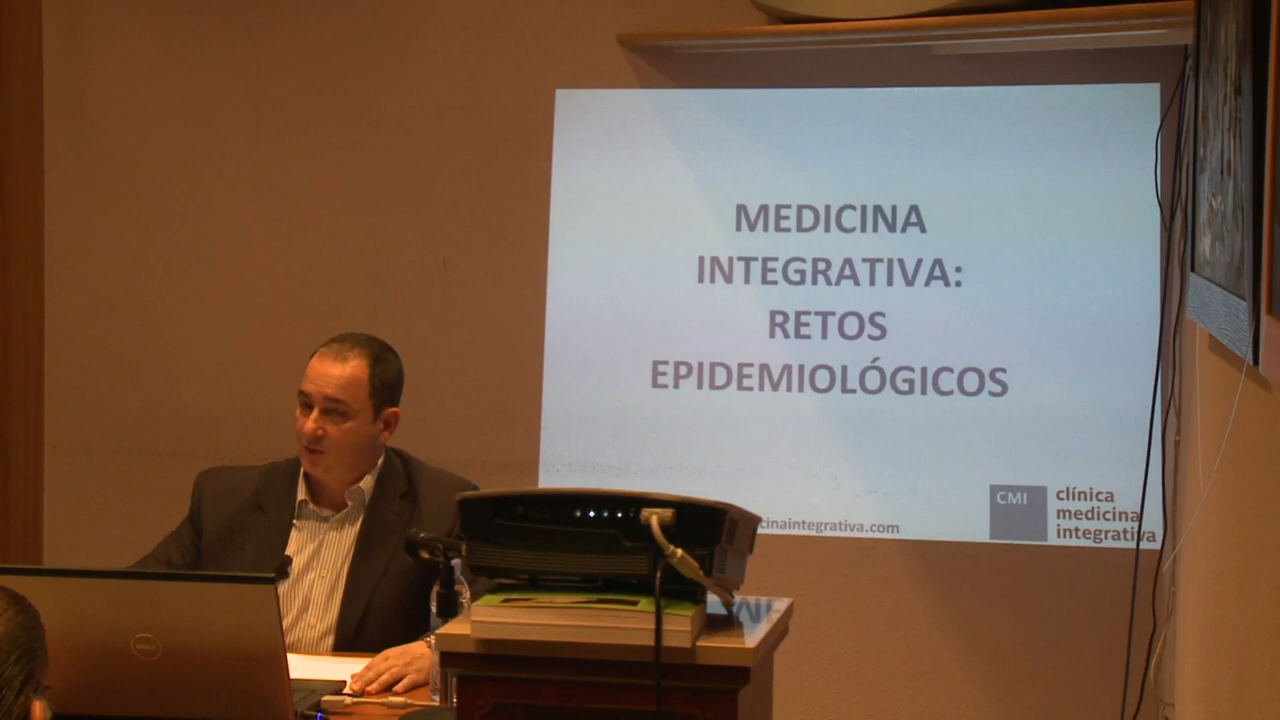 MEDICINA
INTEGRATIVA:
RETOS
EPIDEMIOLÓGICOS
cinaintegrativa.com
CMI
clínica
medicina
integrativa
DELL